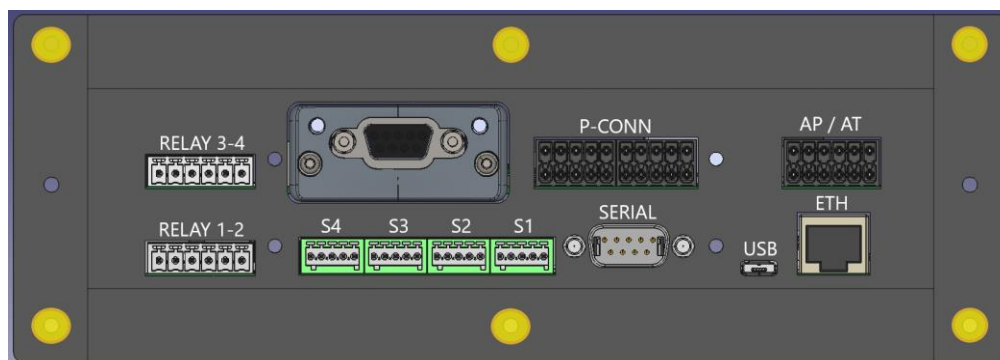 P-CONN
AP / AT
RELAY 3-4
SERIAL
ETH
RELAY 1-2
S4
S3
S2
S1
USB